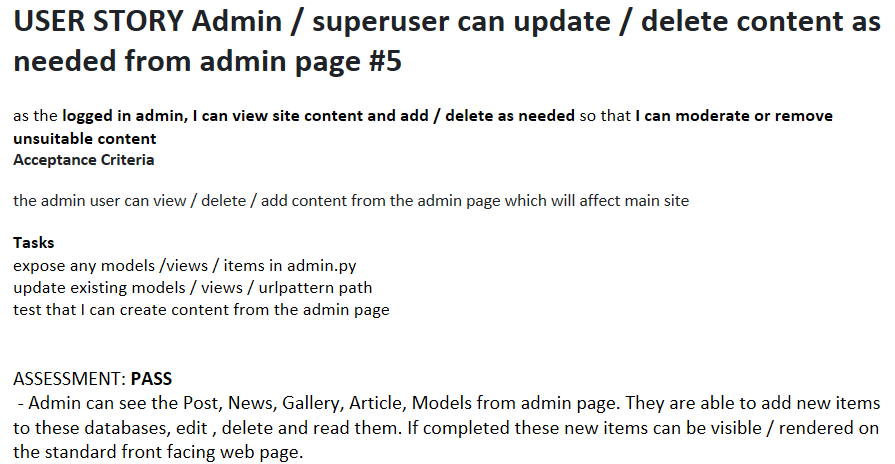 USER STORY Admin / superuser can update / delete content as
needed from admin page #5
as the logged in admin, I can view site content and add / delete as needed so that I can moderate or remove
unsuitable content
Acceptance Criteria
the admin user can view / delete / add content from the admin page which will affect main site
Tasks
expose any models /views / items in admin.py
update existing models / views / urlpattern path
test that I can create content from the admin page
ASSESSMENT: PASS
- Admin can see the Post, News, Gallery, Article, Models from admin page. They are able to add new items
to these databases, edit , delete and read them. If completed these new items can be visible / rendered on
the standard front facing web page.